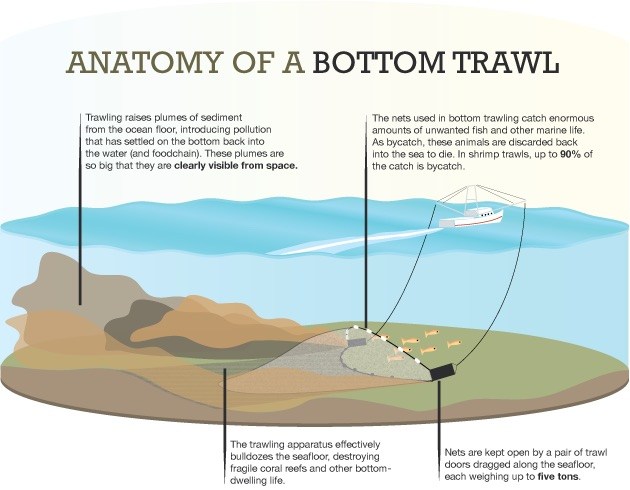 ANATOMY OF A BOTTOM TRAWL
Trawling raises plumes of sediment
from the ocean floor, introducing pollution
that has settled on the bottom back into
the water (and foodchain). These plumes are
so big that they are clearly visible from space.
The nets used in bottom trawling catch enormous
amounts of unwanted fish and other marine life.
As bycatch, these animals are discarded back
into the sea to die. In shrimp trawls, up to 90% of
the catch is bycatch.
The trawling apparatus effectively
bulldozes the seafloor, destroying
fragile coral reefs and other bottom-
dwelling life.
Nets are kept open by a pair of trawl
doors dragged along the seafloor,
each weighing up to five tons.